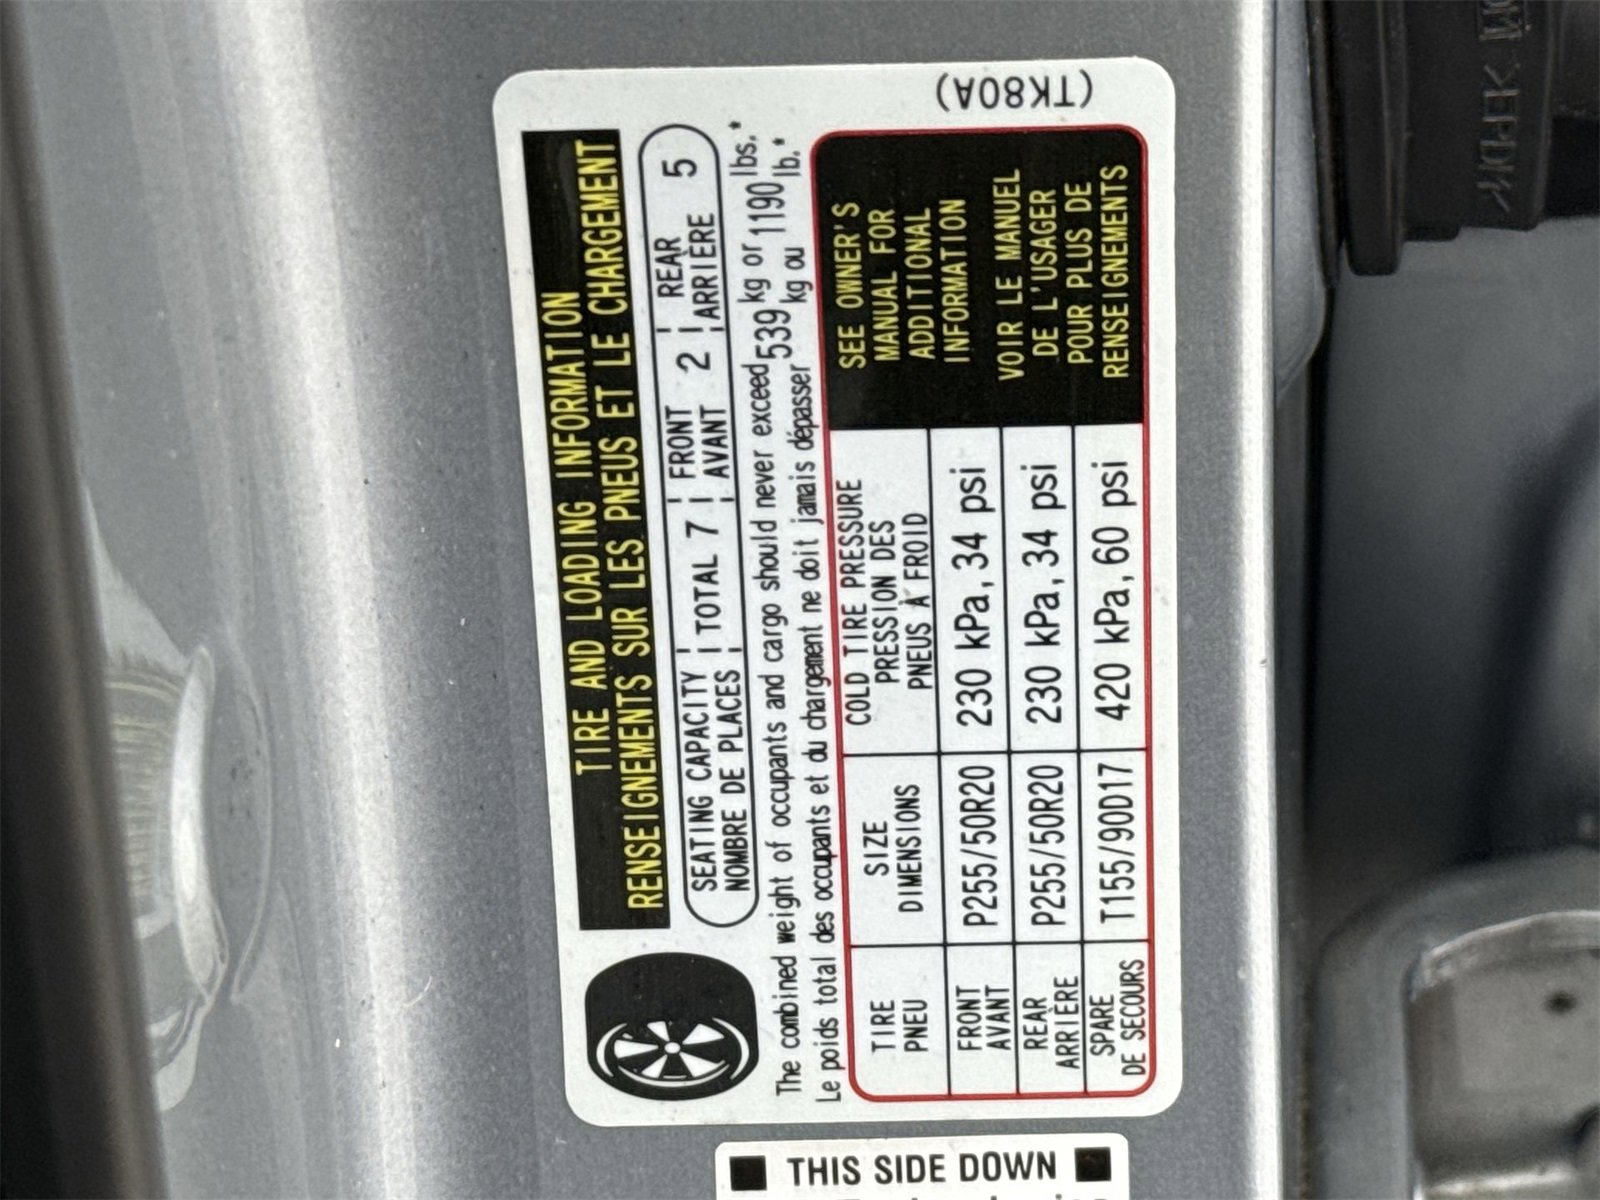 (TK80A)
TIRE AND LOADING INFORMATION
RENSEIGNEMENTS SUR LES PNEUS ET LE CHARGEMENT
SEATING CAPACITY TOTAL 7 FRONT 2 REAR 5
NOMBRE DE PLACES AVANT ARRIÈRE
The combined weight of occupants and cargo should never exceed 539 kg or 1190 lbs.*
Le poids total des occupants et du chargement ne doit jamais dépasser kg ou lb.*
TIRE
PNEU
SIZE
DIMENSIONS
COLD TIRE PRESSURE
PRESSION DES
PNEUS À FROID
FRONT
AVANT
P255/50R20
230 kPa, 34 psi
REAR
ARRIÈRE
P255/50R20
230 kPa, 34 psi
SPARE
DE SECOURS
T155/90D17
420 kPa, 60 psi
SEE OWNER'S
MANUAL FOR
ADDITIONAL
INFORMATION
VOIR LE MANUEL
DE L'USAGER
POUR PLUS DE
RENSEIGNEMENTS
THIS SIDE DOWN
>EPDM<